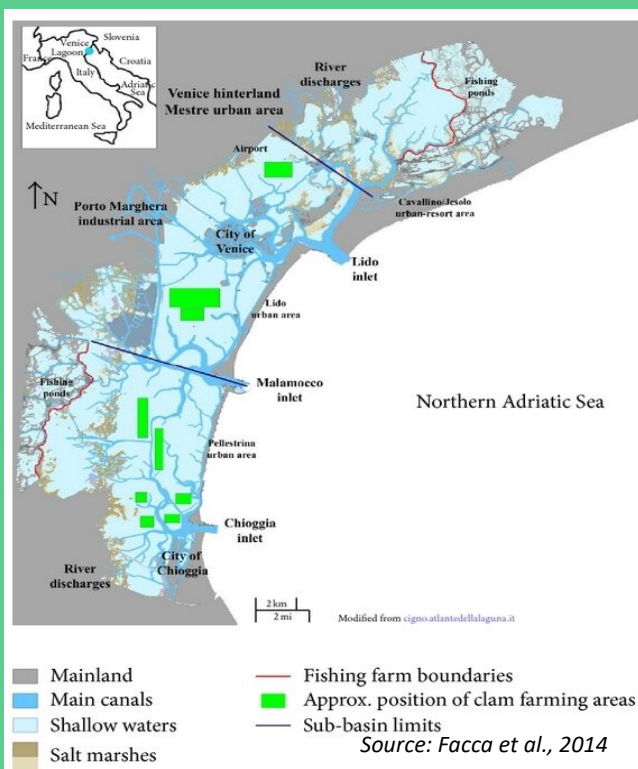 Venice
Lagoon
Slovenia
France
Croatia
Italy
Adriatic
Sea
Mediterranean Sea
River
discharges
Fishing
ponds
Venice hinterland
Mestre urban area
Airport
N
Porto Marghera
industrial area
City of
Venice
Cavallino/Jesolo
urban-resort area
Lido
inlet
Lido
urban area
Fishing
ponds
Malamocco
inlet
Northern Adriatic Sea
Pellestrina
urban area
Chioggia
inlet
City of
Chioggia
River
discharges
2 km
2 mi
Modified from cigno.atlantedellalaguna.it
Mainland
Main canals
Shallow waters
Salt marshes
Fishing farm boundaries
Approx. position of clam farming areas
Sub-basin limits
Source: Facca et al., 2014